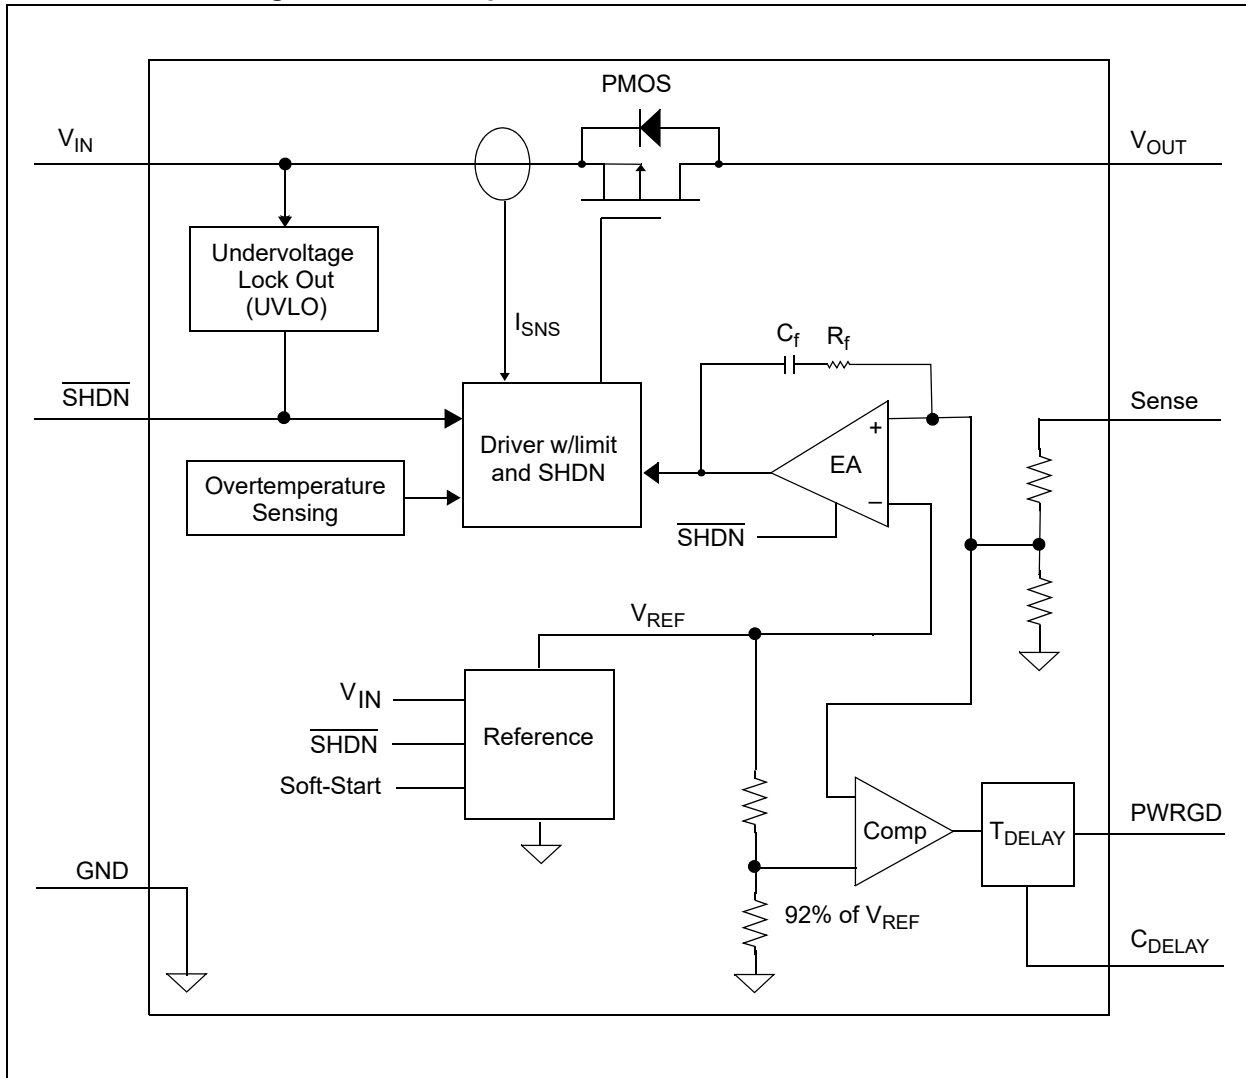 PMOS
VIN
VOUT
Undervoltage
Lock Out
(UVLO)
ISNS
Cf
Rf
SHDN
Sense
Driver w/limit
and SHDN
+
EA
−
Overtemperature
Sensing
SHDN
VREF
VIN
SHDN
Soft-Start
Reference
Comp
TDELAY
PWRGD
GND
92% of VREF
CDELAY